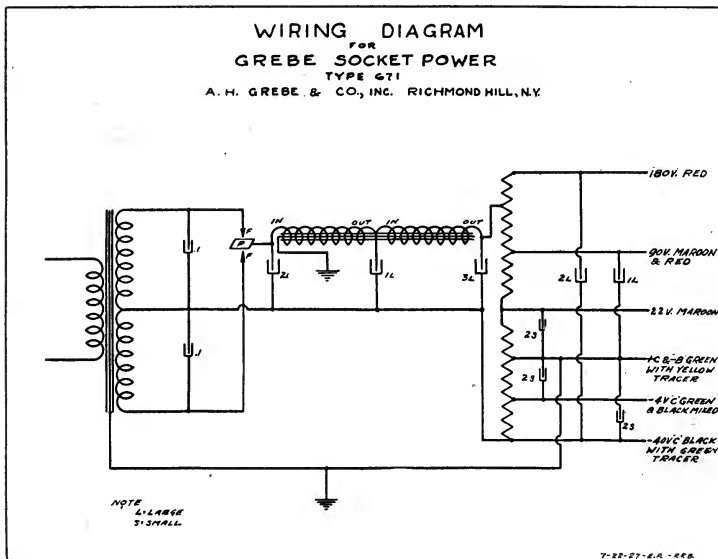 WIRING DIAGRAM
FOR
GREBE SOCKET POWER
TYPE 671
A. H. GREBE & CO., INC. RICHMOND HILL, N.Y.
180V. RED
F
IN
OUT
IN
OUT
.1
P
F
90V. MAROON
& RED
2L
1L
3L
2L
1L
22V. MAROON
2S
.1
+C & -B GREEN
WITH YELLOW
TRACER
2S
-4V"C" GREEN
& BLACK MIXED
2S
-40V"C" BLACK
WITH GREEN
TRACER
NOTE
L=LARGE
S=SMALL
7-22-27-E.P. -